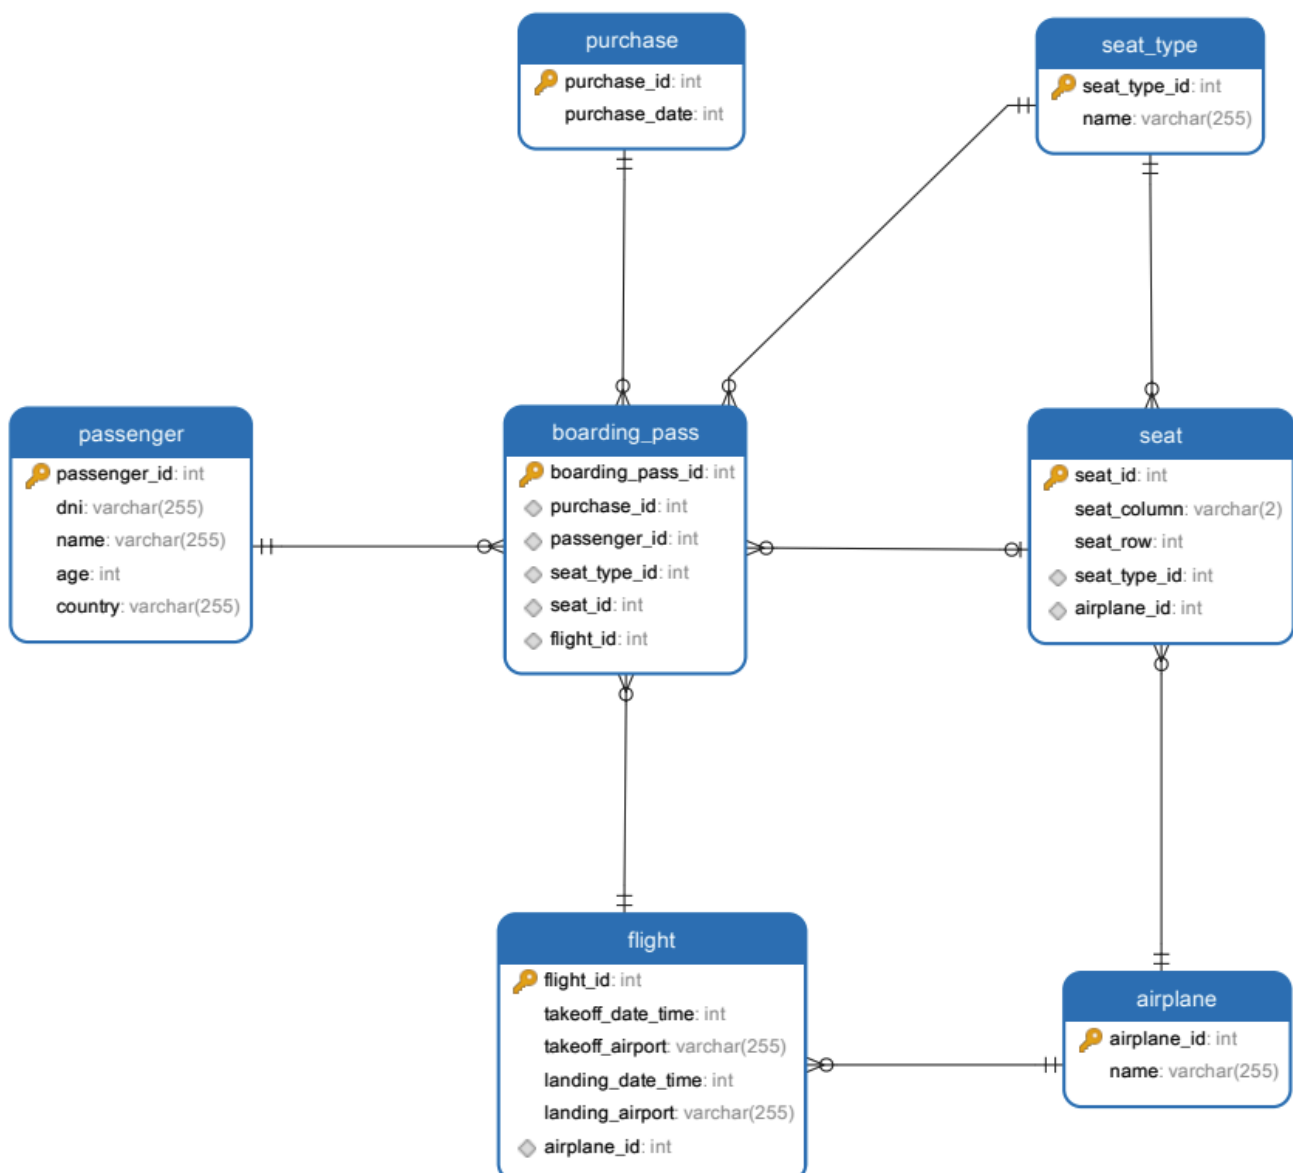 purchase
purchase_id: int
purchase_date: int
seat_type
seat_type_id: int
name: varchar(255)
passenger
passenger_id: int
dni: varchar(255)
name: varchar(255)
age: int
country: varchar(255)
boarding_pass
boarding_pass_id: int
purchase_id: int
passenger_id: int
seat_type_id: int
seat_id: int
flight_id: int
seat
seat_id: int
seat_column: varchar(2)
seat_row: int
seat_type_id: int
airplane_id: int
flight
flight_id: int
takeoff_date_time: int
takeoff_airport: varchar(255)
landing_date_time: int
landing_airport: varchar(255)
airplane_id: int
airplane
airplane_id: int
name: varchar(255)